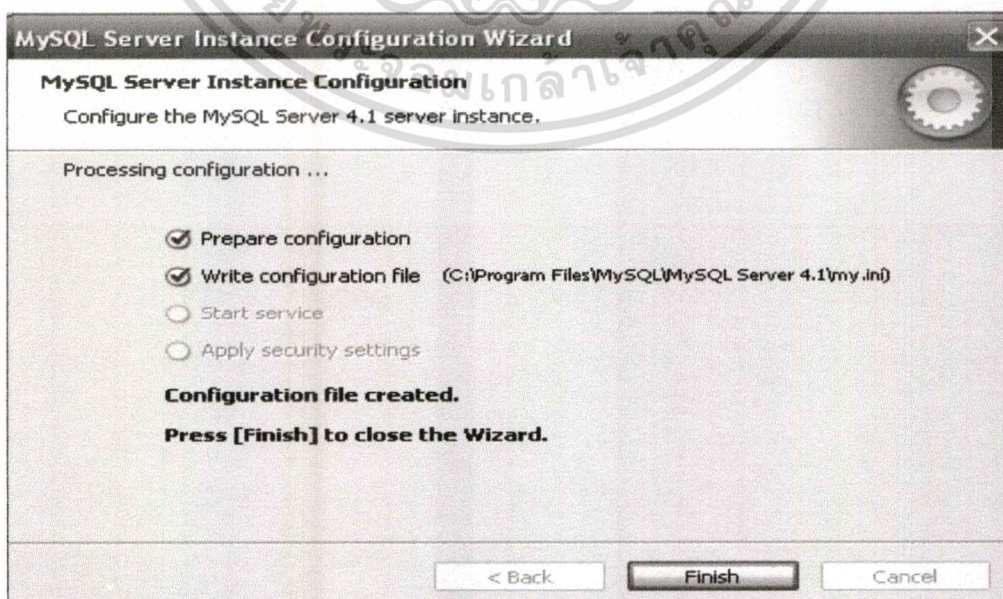 MySQL Server Instance Configuration Wizard
MySQL Server Instance Configuration
Configure the MySQL Server 4.1 server instance.
Processing configuration ...
Prepare configuration
Write configuration file (C:\Program Files\MySQL\MySQL Server 4.1\my.ini)
Start service
Apply security settings
Configuration file created.
Press [Finish] to close the Wizard.
< Back Finish Cancel